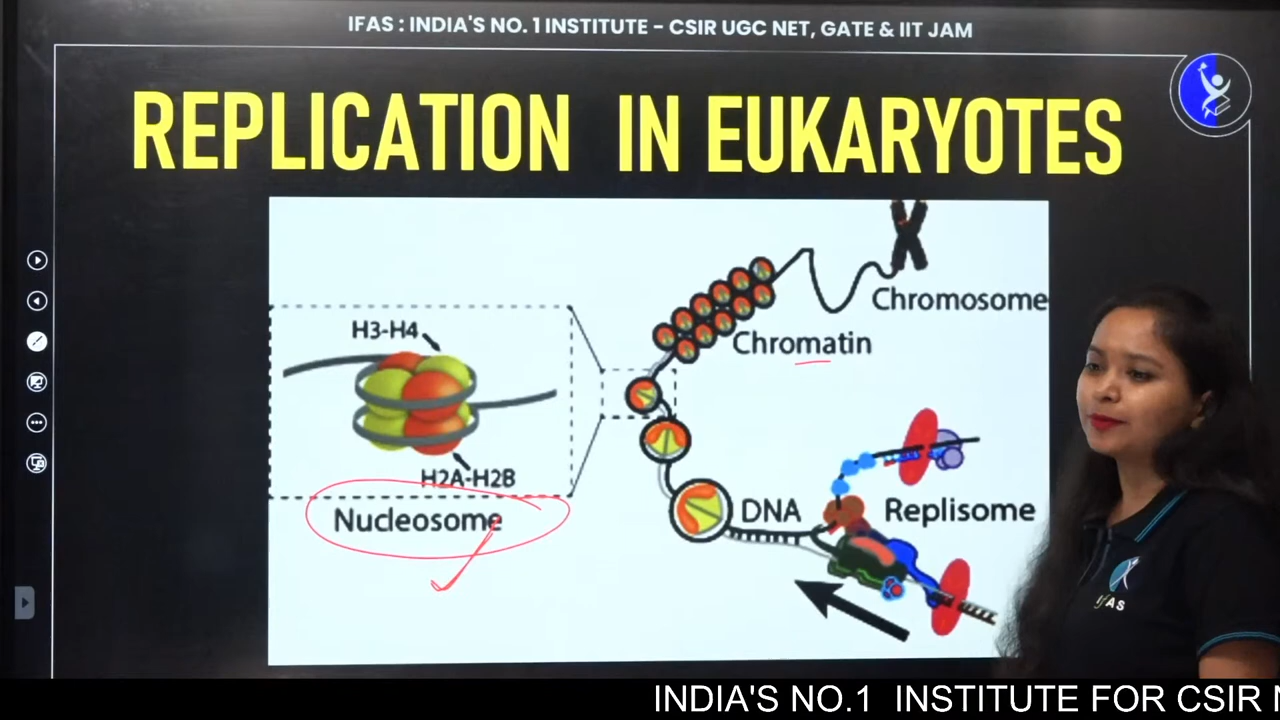 IFAS : INDIA'S NO. 1 INSTITUTE – CSIR UGC NET, GATE & IIT JAM
REPLICATION IN EUKARYOTES
Chromosome
H3-H4
Chromatin
H2A-H2B
Nucleosome
DNA
Replisome
IFAS
INDIA'S NO.1 INSTITUTE FOR CSIR